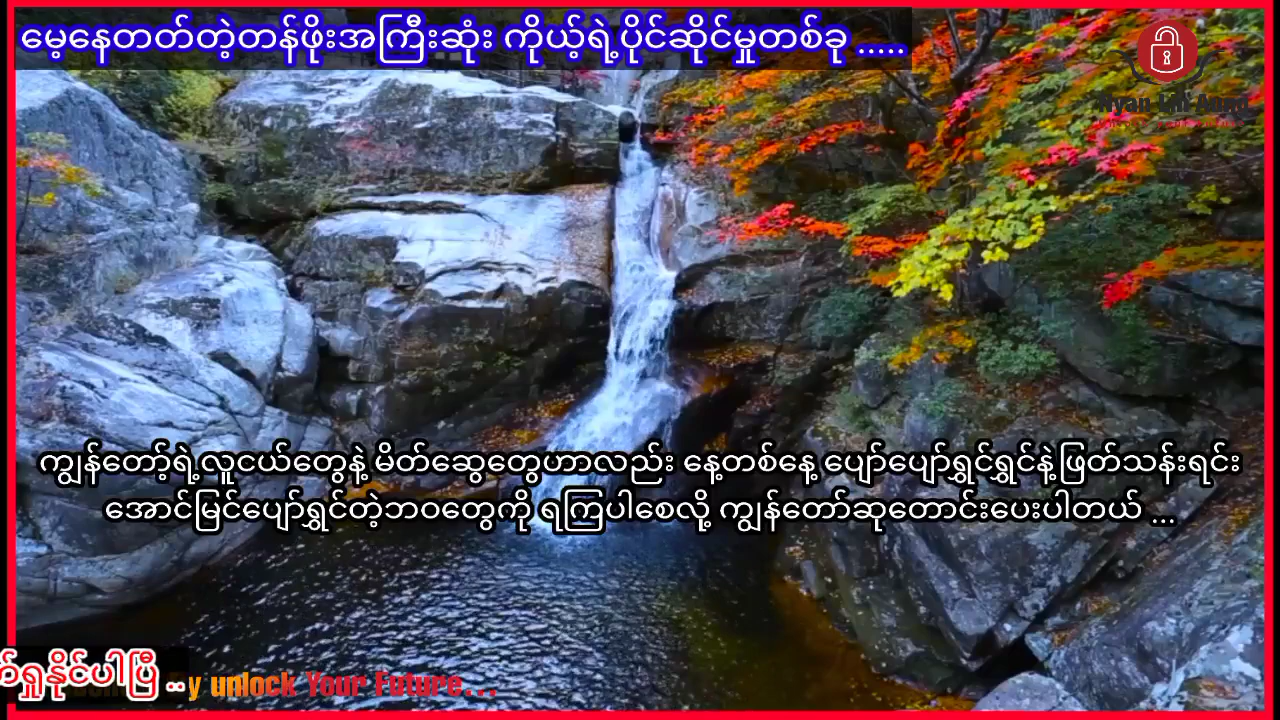 မေ့နေတတ်တဲ့တန်ဖိုးအကြီးဆုံး ကိုယ့်ရဲ့ပိုင်ဆိုင်မှုတစ်ခု .....
ကျွန်တော့်ရဲ့လူငယ်တွေနဲ့ မိတ်ဆွေတွေဟာလည်း နေ့တစ်နေ့ ပျော်ပျော်ရွှင်ရွှင်နဲ့ဖြတ်သန်းရင်း
အောင်မြင်ပျော်ရွှင်တဲ့ဘဝတွေကို ရကြပါစေလို့ ကျွန်တော်ဆုတောင်းပေးပါတယ် ...
ရှုနိုင်ပါပြီ ..
unlock Your Future...